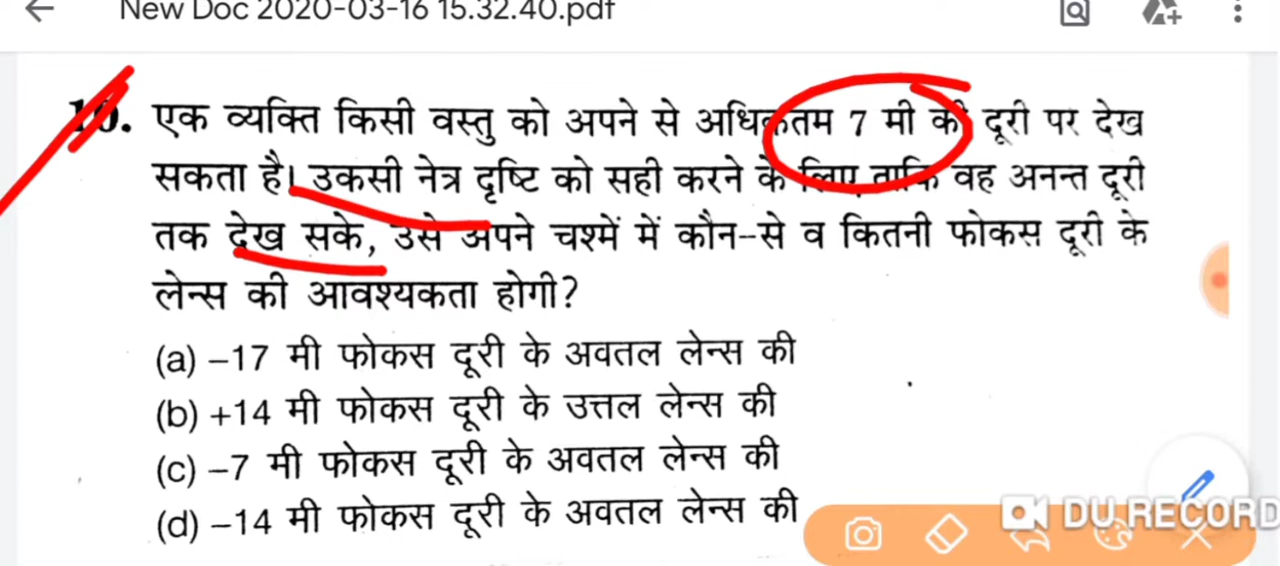 New Doc 2020-03-16 15.32.40.pdf
10. एक व्यक्ति किसी वस्तु को अपने से अधिकतम 7 मी की दूरी पर देख
सकता है। उकसी नेत्र दृष्टि को सही करने के लिए ताकि वह अनन्त दूरी
तक देख सके, उसे अपने चश्में में कौन-से व कितनी फोकस दूरी के
लेन्स की आवश्यकता होगी?
(a) –17 मी फोकस दूरी के अवतल लेन्स की
(b) +14 मी फोकस दूरी के उत्तल लेन्स की
(c) –7 मी फोकस दूरी के अवतल लेन्स की
(d) –14 मी फोकस दूरी के अवतल लेन्स की
DU RECORD